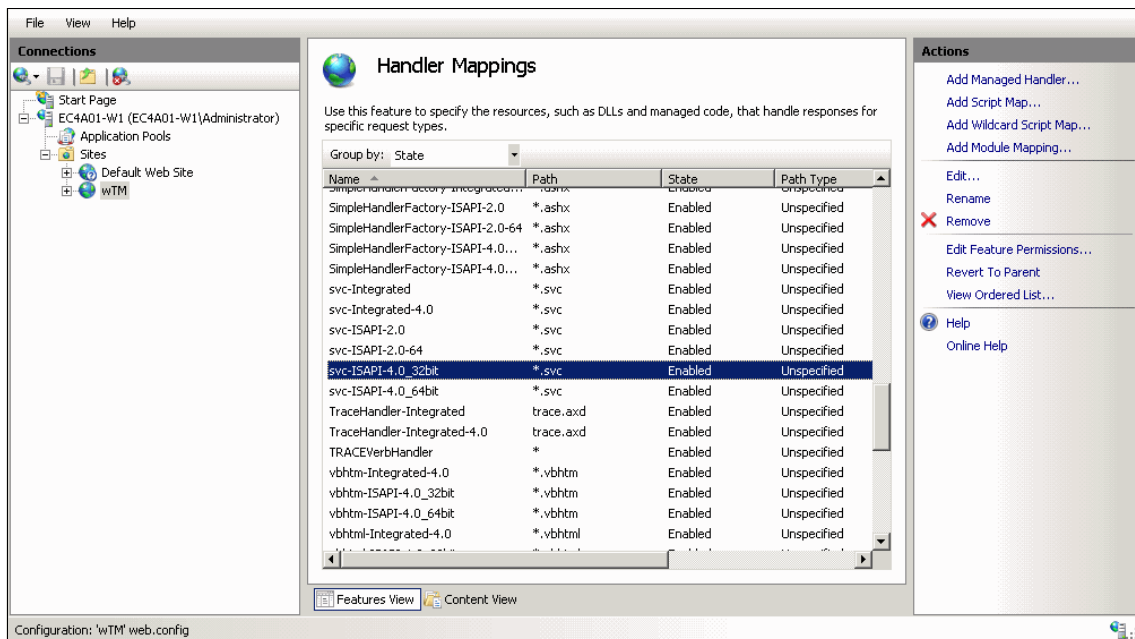 File View Help
Connections
Start Page
EC4A01-W1 (EC4A01-W1\Administrator)
Application Pools
Sites
Default Web Site
wTM
Handler Mappings
Use this feature to specify the resources, such as DLLs and managed code, that handle responses for
specific request types.
Group by: State
Name Path State Path Type
SimpleHandlerFactory-ISAPI-2.0 *.ashx Enabled Unspecified
SimpleHandlerFactory-ISAPI-2.0-64 *.ashx Enabled Unspecified
SimpleHandlerFactory-ISAPI-4.0... *.ashx Enabled Unspecified
SimpleHandlerFactory-ISAPI-4.0... *.ashx Enabled Unspecified
svc-Integrated *.svc Enabled Unspecified
svc-Integrated-4.0 *.svc Enabled Unspecified
svc-ISAPI-2.0 *.svc Enabled Unspecified
svc-ISAPI-2.0-64 *.svc Enabled Unspecified
svc-ISAPI-4.0_32bit *.svc Enabled Unspecified
svc-ISAPI-4.0_64bit *.svc Enabled Unspecified
TraceHandler-Integrated trace.axd Enabled Unspecified
TraceHandler-Integrated-4.0 trace.axd Enabled Unspecified
TRACEVerbHandler * Enabled Unspecified
vbhtm-Integrated-4.0 *.vbhtm Enabled Unspecified
vbhtm-ISAPI-4.0_32bit *.vbhtm Enabled Unspecified
vbhtm-ISAPI-4.0_64bit *.vbhtm Enabled Unspecified
vbhtml-Integrated-4.0 *.vbhtml Enabled Unspecified
Features View Content View
Actions
Add Managed Handler...
Add Script Map...
Add Wildcard Script Map...
Add Module Mapping...
Edit...
Rename
Remove
Edit Feature Permissions...
Revert To Parent
View Ordered List...
Help
Online Help
Configuration: 'wTM' web.config